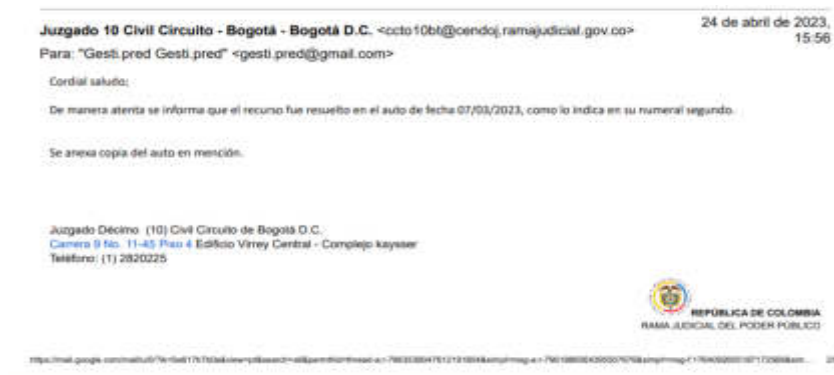 Juzgado 10 Civil Circuito - Bogotá - Bogotá D.C. <ccto10bt@cendoj.ramajudicial.gov.co>
24 de abril de 2023,
15:56
Para: "Gesti.pred Gesti.pred" <gesti.pred@gmail.com>
Cordial saludo;
De manera atenta se informa que el recurso fue resuelto en el auto de fecha 07/03/2023, como lo indica en su numeral segundo.
Se anexa copia del auto en mención.
Juzgado Décimo (10) Civil Circuito de Bogotá D.C.
Carrera 9 No. 11-45 Piso 4 Edificio Virrey Central - Complejo kaysser
Teléfono: (1) 2820225
REPÚBLICA DE COLOMBIA
RAMA JUDICIAL DEL PODER PÚBLICO